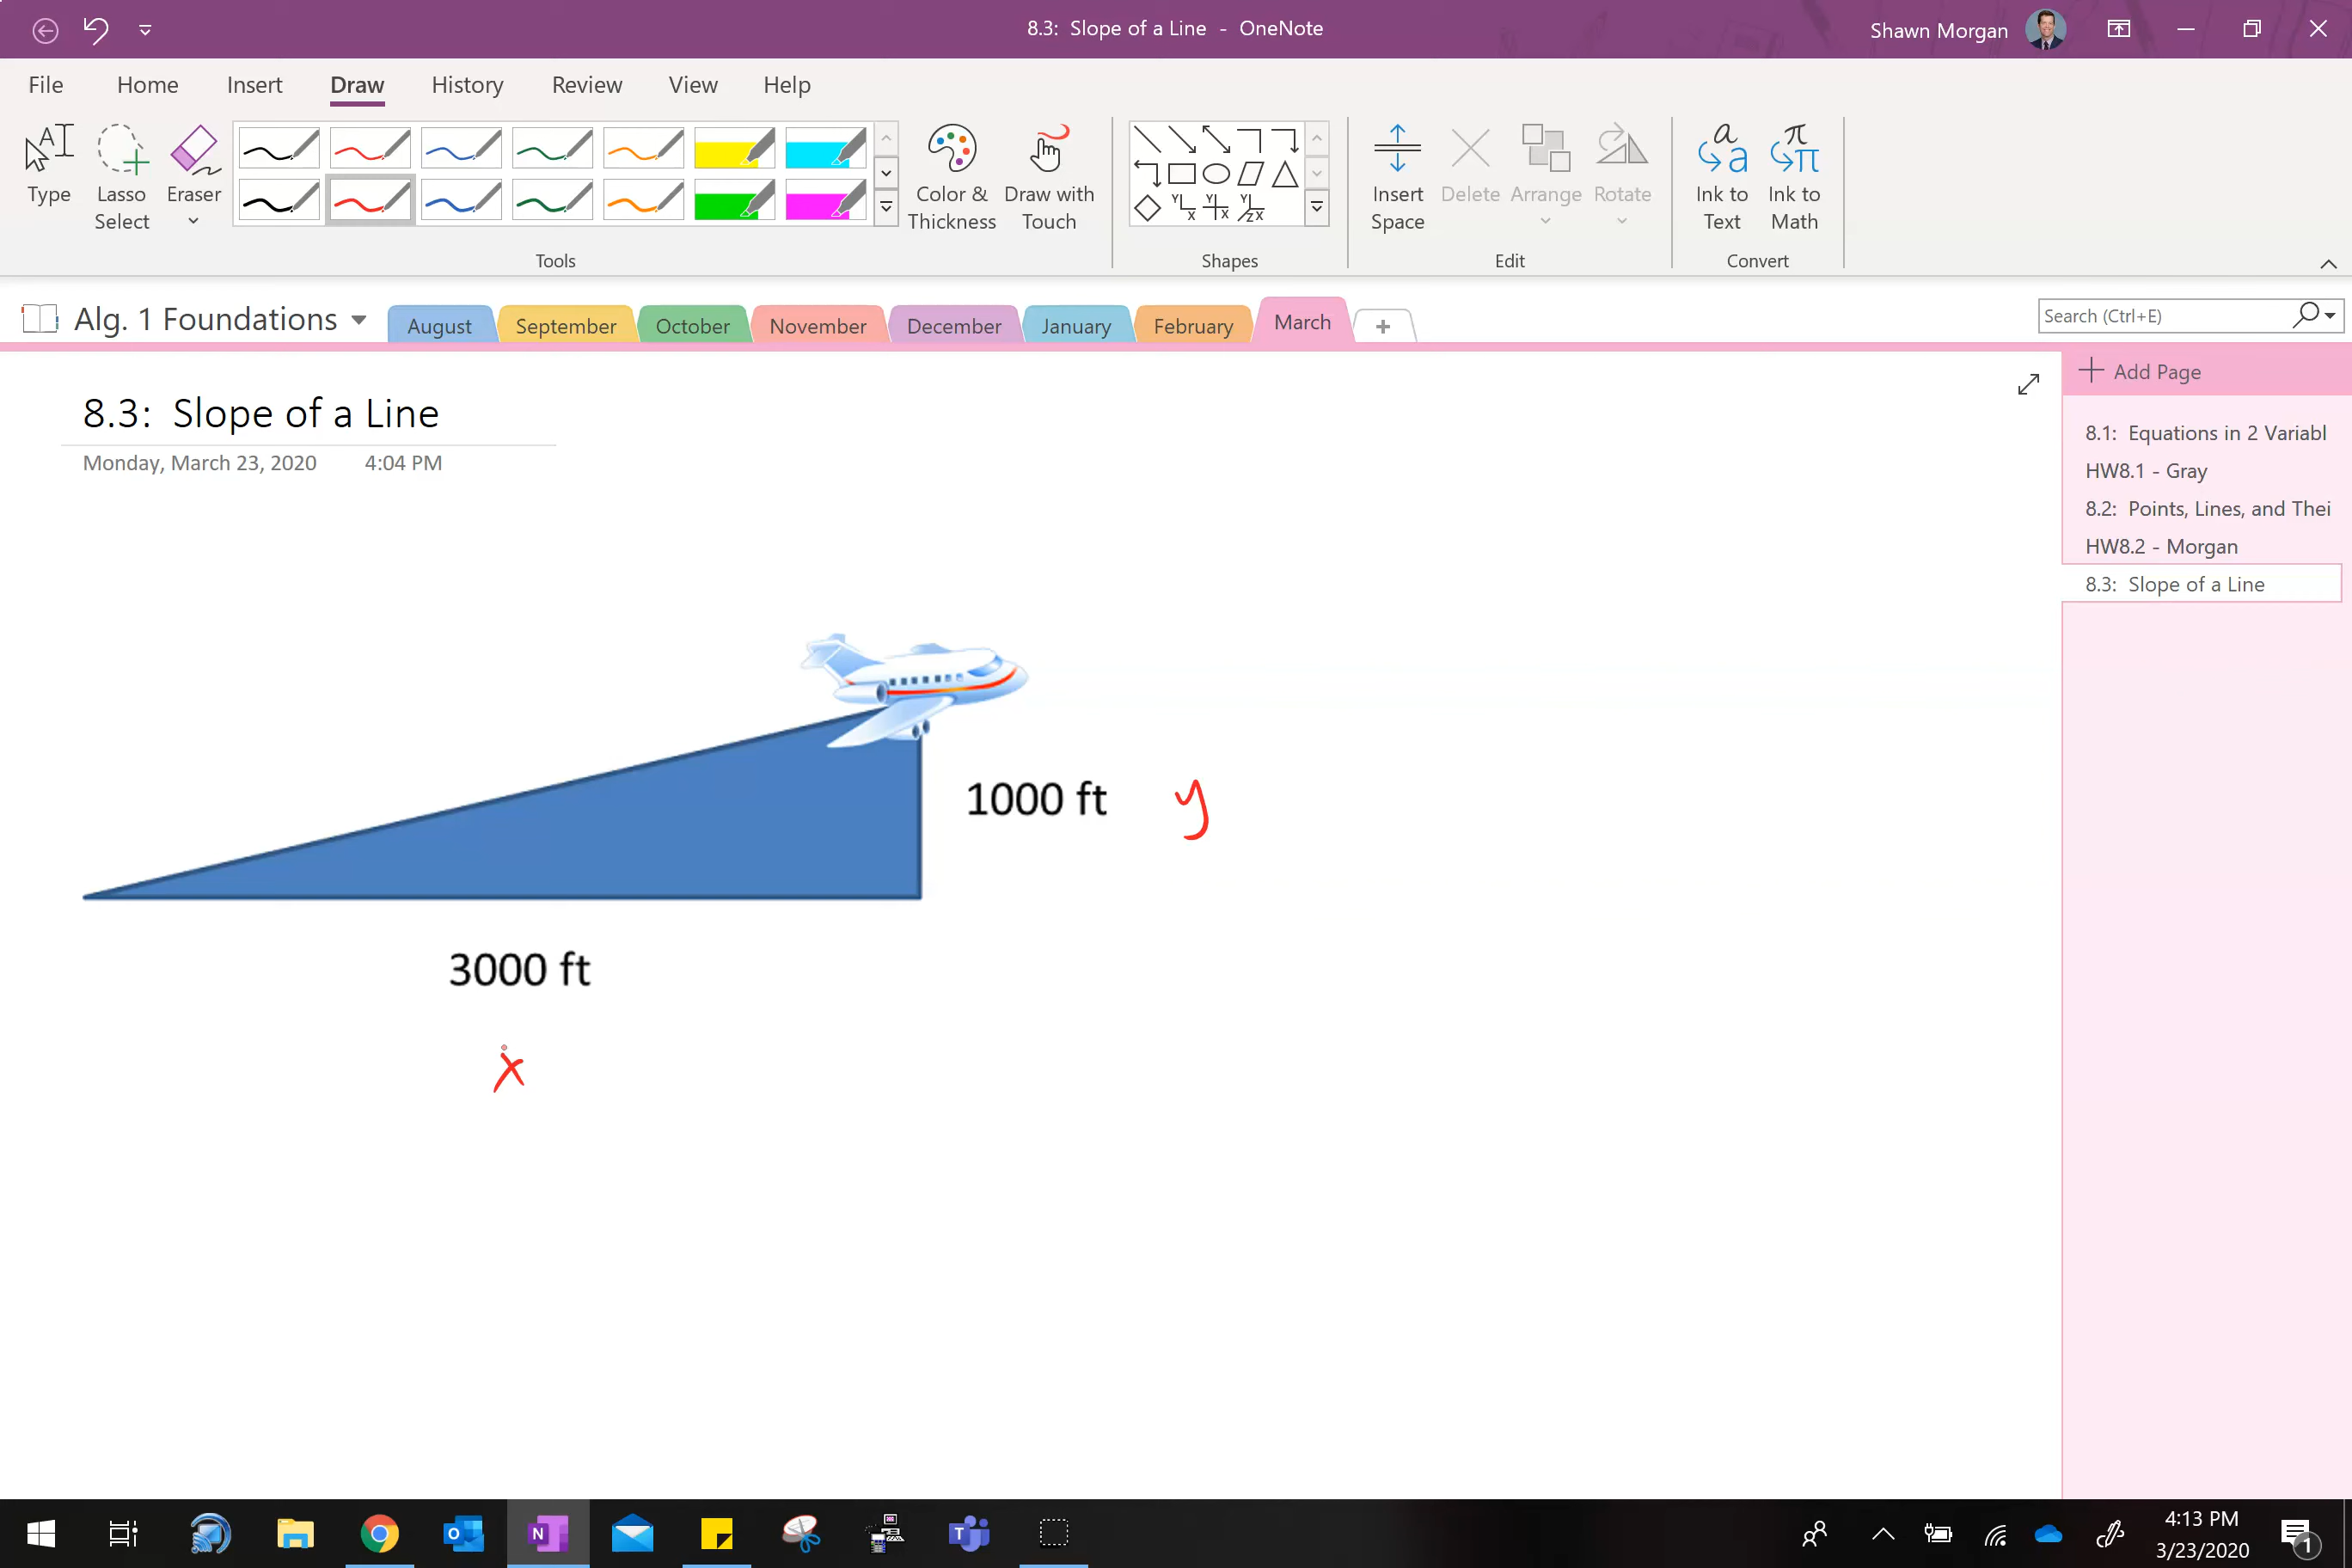 8.3:  Slope of a Line  -  OneNote
Shawn Morgan
File Home Insert Draw History Review View Help
Type
Lasso Select
Eraser
Color & Thickness
Draw with Touch
Insert Space
Delete
Arrange
Rotate
Ink to Text
Ink to Math
Tools
Shapes
Edit
Convert
Alg. 1 Foundations
August September October November December January February March
Search (Ctrl+E)
Add Page
8.1:  Equations in 2 Variabl
HW8.1 - Gray
8.2:  Points, Lines, and Thei
HW8.2 - Morgan
8.3:  Slope of a Line
8.3:  Slope of a Line
Monday, March 23, 2020 4:04 PM
1000 ft y
3000 ft
x
4:13 PM
3/23/2020
1